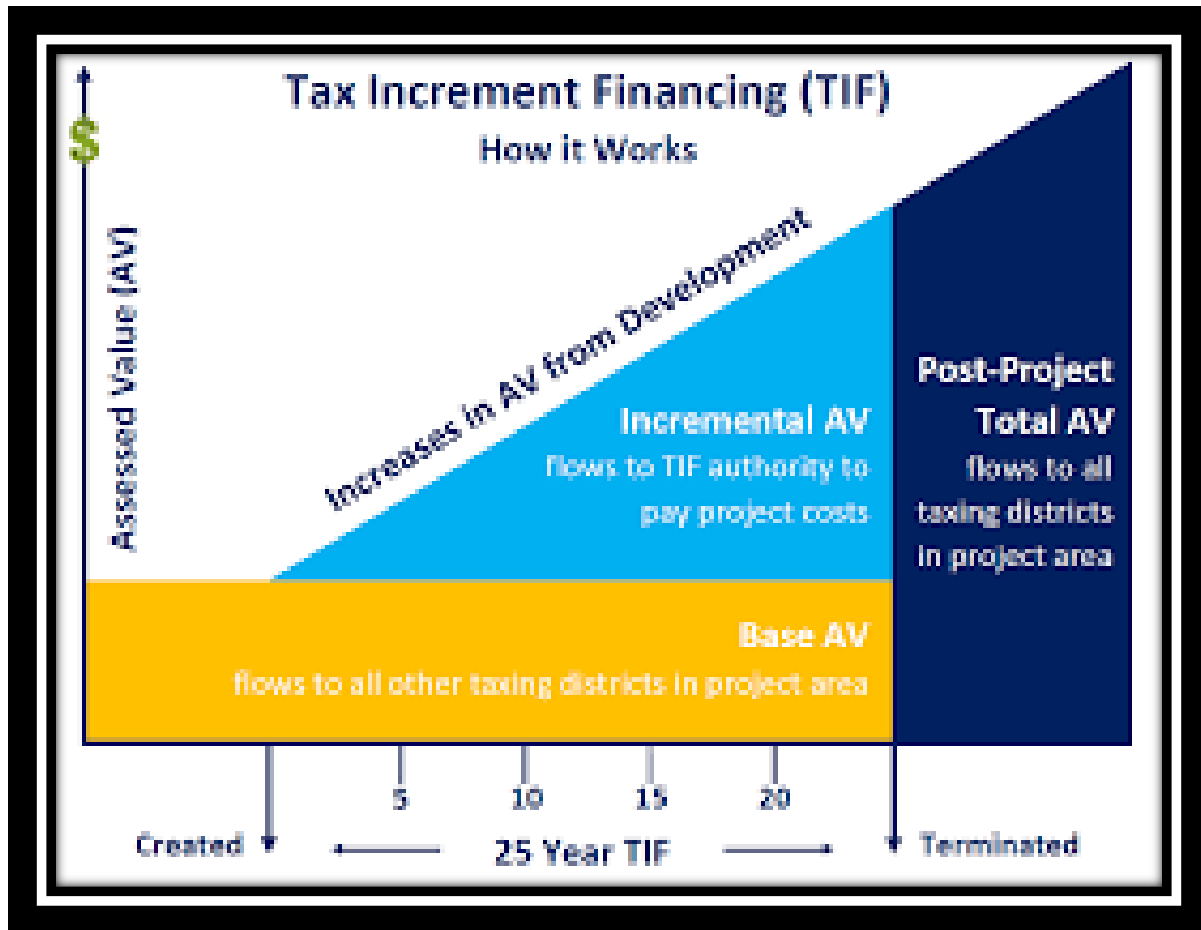 Tax Increment Financing (TIF)
How it Works
$
Assessed Value (AV)
Increases in AV from Development
Incremental AV
flows to TIF authority to
pay project costs
Post-Project
Total AV
flows to all
taxing districts
in project area
Base AV
flows to all other taxing districts in project area
5 10 15 20
Created 25 Year TIF Terminated